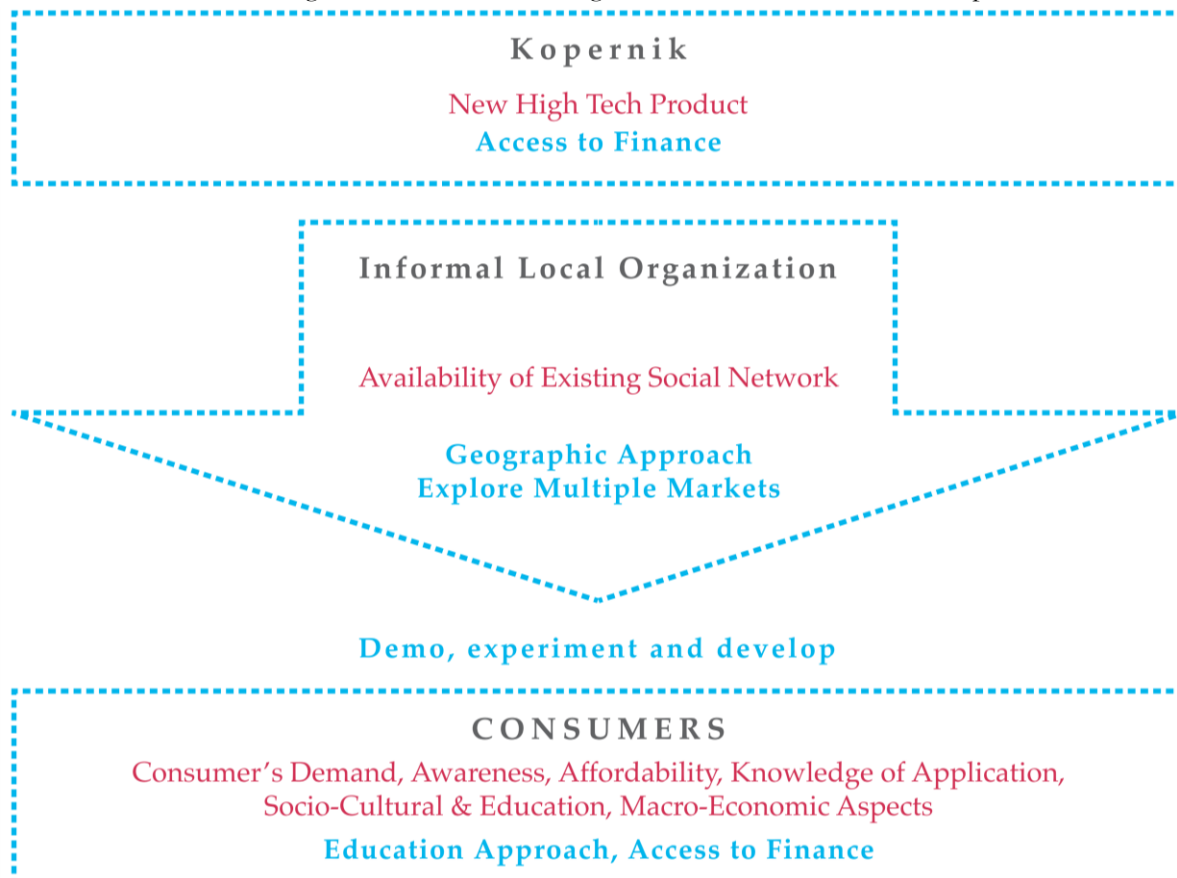 Kopernik
New High Tech Product
Access to Finance
Informal Local Organization
Availability of Existing Social Network
Geographic Approach
Explore Multiple Markets
Demo, experiment and develop
CONSUMERS
Consumer's Demand, Awareness, Affordability, Knowledge of Application,
Socio-Cultural & Education, Macro-Economic Aspects
Education Approach, Access to Finance